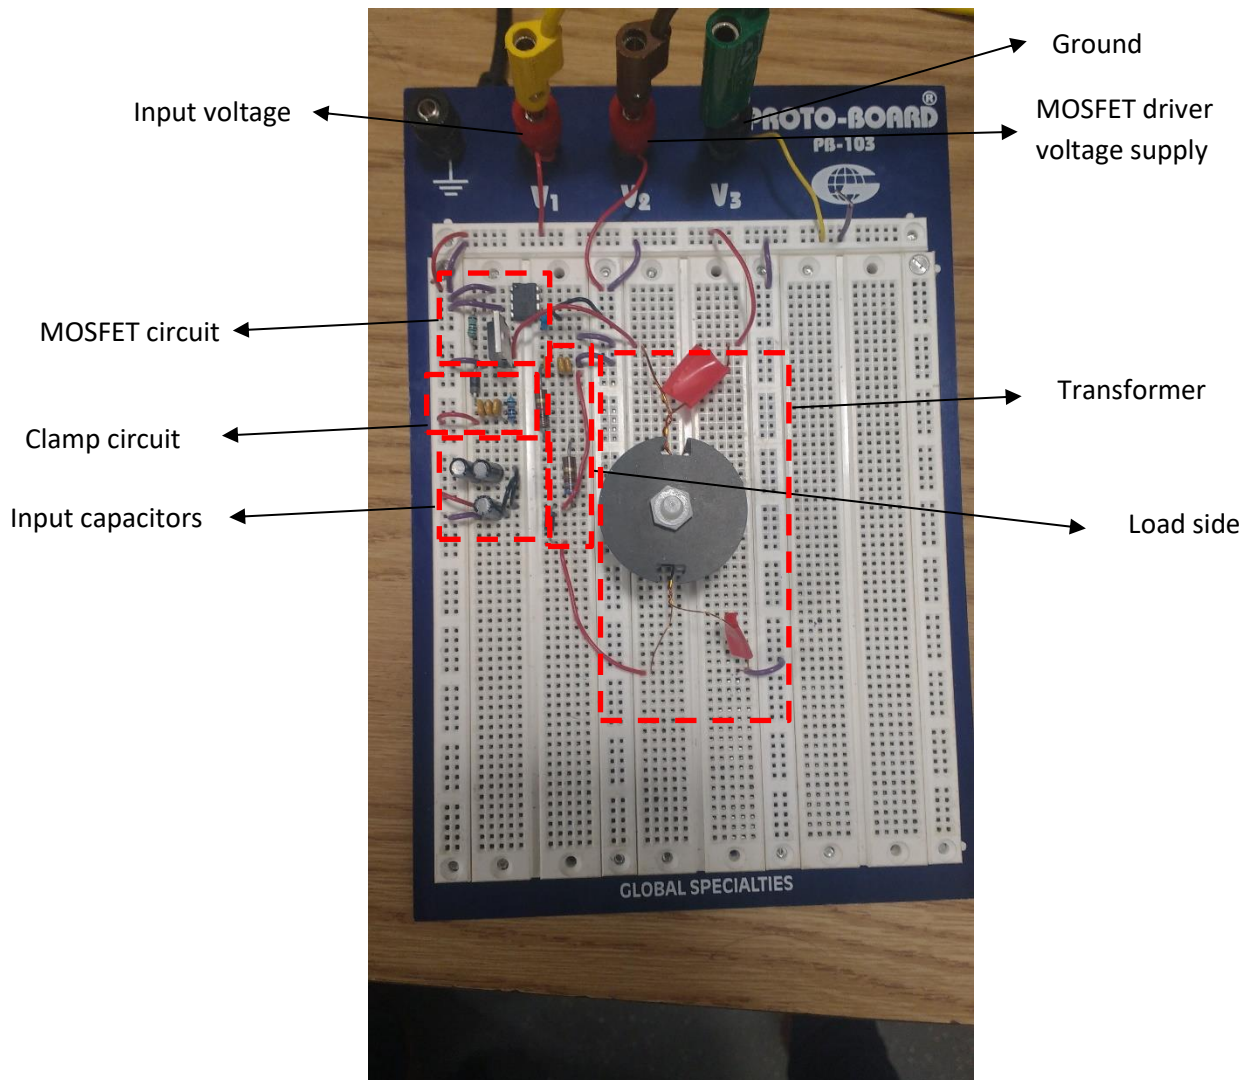 Ground
Input voltage
MOSFET driver
voltage supply
PROTO-BOARD®
PB-103
V1
V2
V3
G
MOSFET circuit
Transformer
Clamp circuit
Input capacitors
Load side
GLOBAL SPECIALTIES